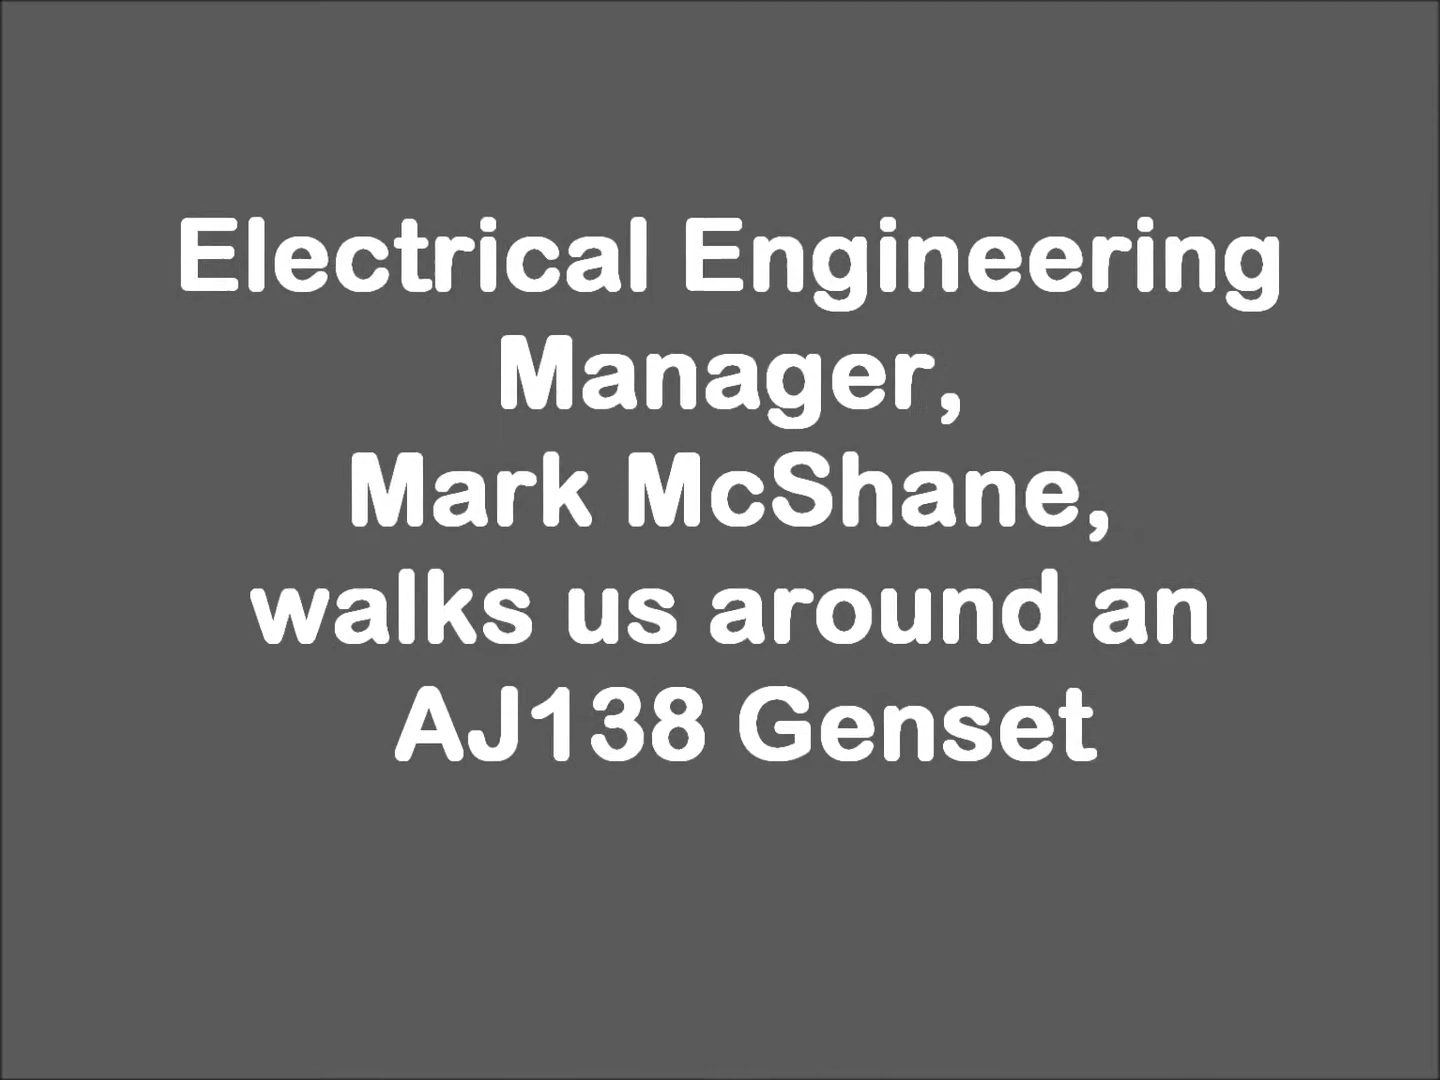 Electrical Engineering
Manager,
Mark McShane,
walks us around an
AJ138 Genset